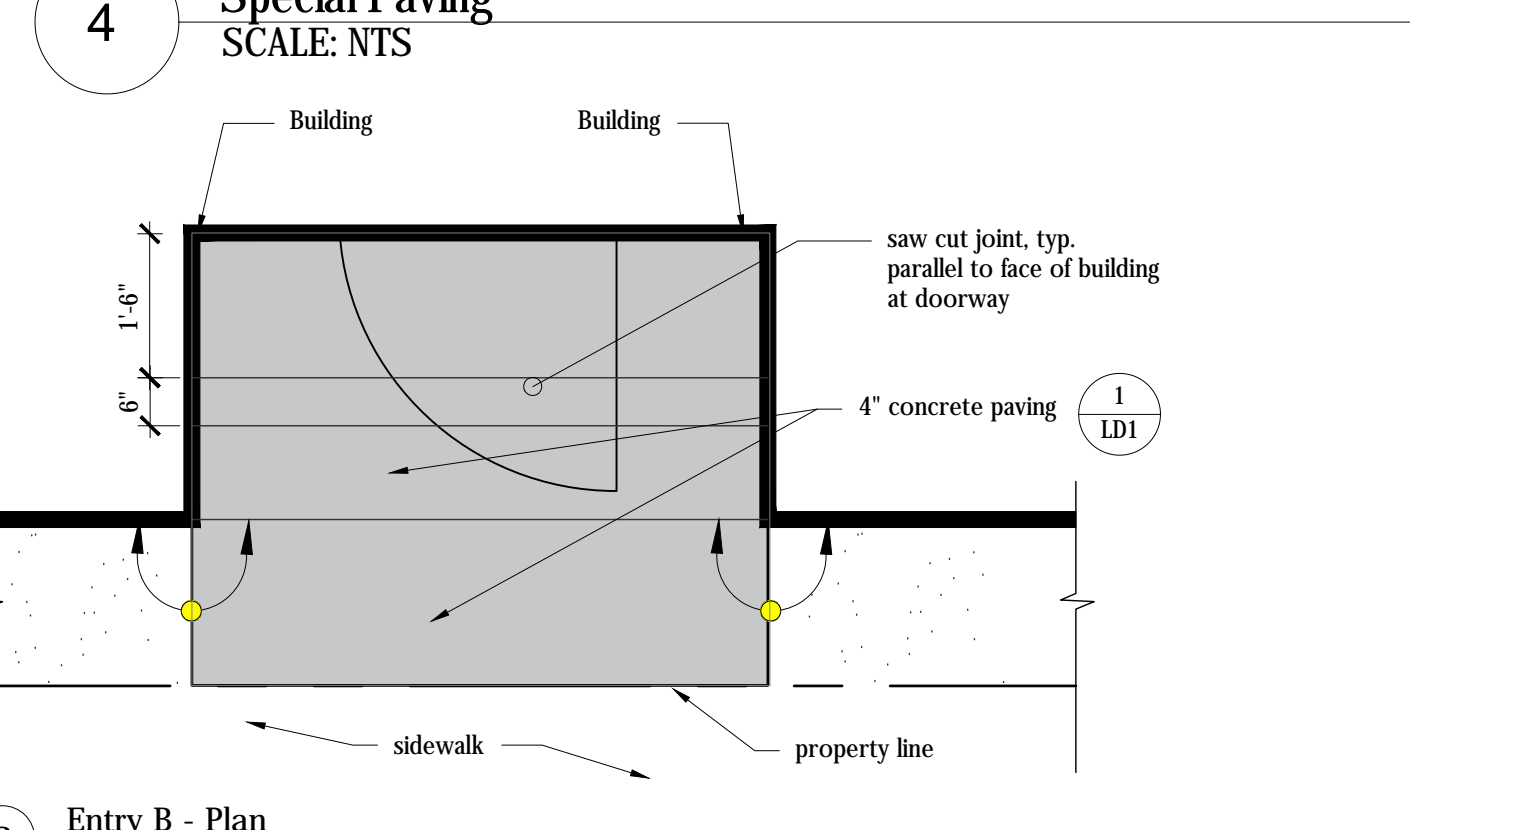 4
Special Paving
SCALE: NTS
Building
Building
saw cut joint, typ.
parallel to face of building
at doorway
1'-6"
6"
4" concrete paving
1
LD1
sidewalk
property line
Entry B - Plan